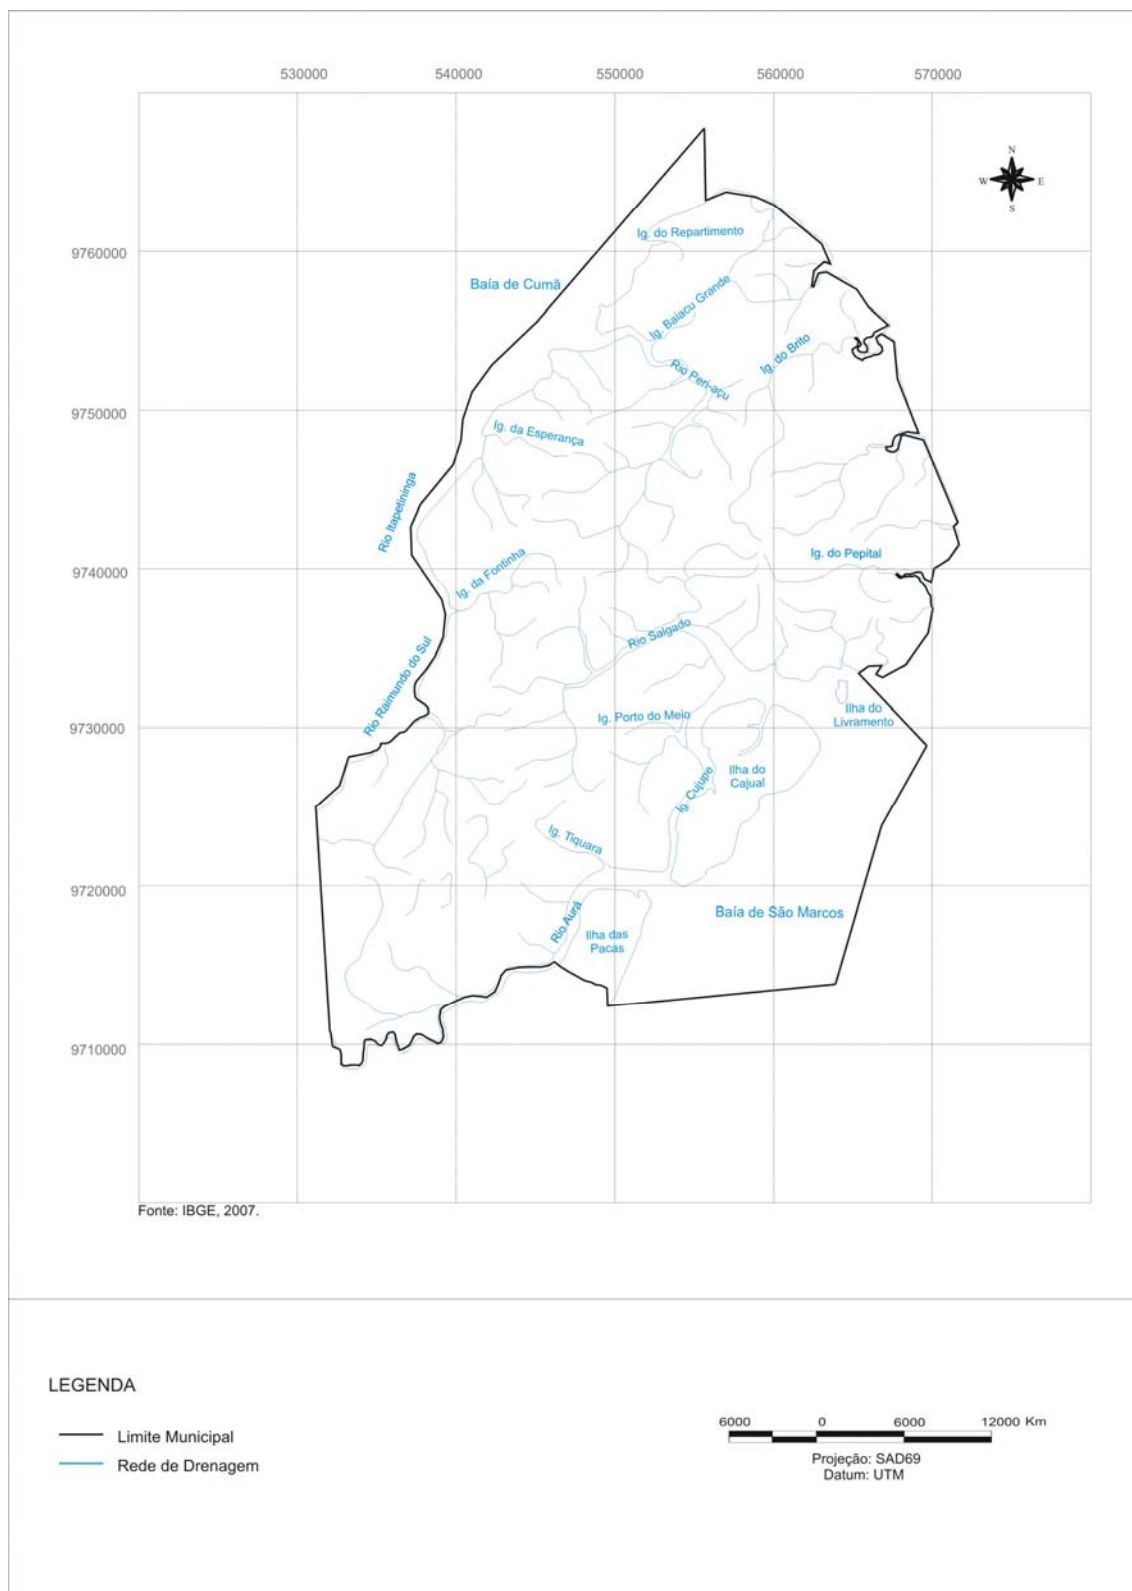 530000 540000 550000 560000 570000
N
W E
S
9760000
Ig. do Repartimento
Baía de Cumã
Ig. Baiacu Grande
Ig. do Brito
Rio Peri-açu
9750000
Ig. da Esperança
Rio Itapetininga
Ig. do Pepital
9740000
Ig. da Fontinha
Rio Salgado
Rio Raimundo do Sul
Ilha do
Livramento
Ig. Porto do Meio
9730000
Ilha do
Cajual
Ig. Cujupe
Ig. Tiquara
9720000
Baía de São Marcos
Rio Aurá
Ilha das
Pacas
9710000
Fonte: IBGE, 2007.
LEGENDA
Limite Municipal
Rede de Drenagem
6000 0 6000 12000 Km
Projeção: SAD69
Datum: UTM